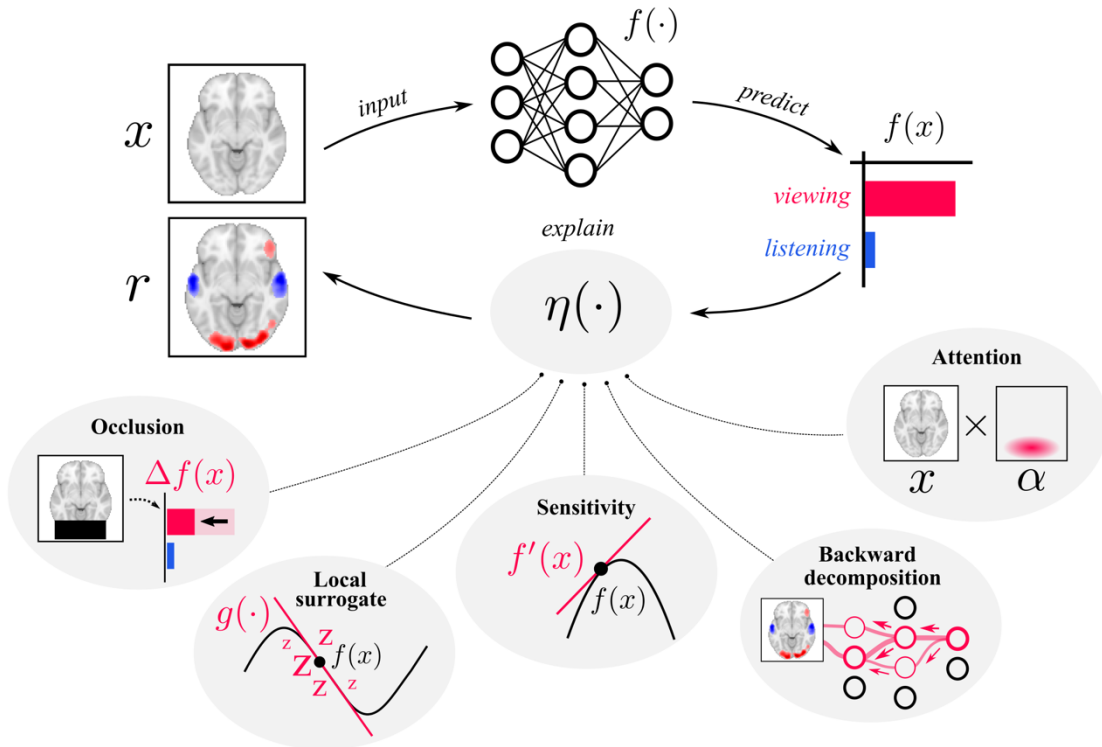 f(·)
input
predict
x
f(x)
viewing
listening
r
explain
η(·)
Attention
×
x
α
Occlusion
Δf(x)
Sensitivity
f′(x)
f(x)
Backward
decomposition
Local
surrogate
g(·)
z
z
z
f(x)
z
z